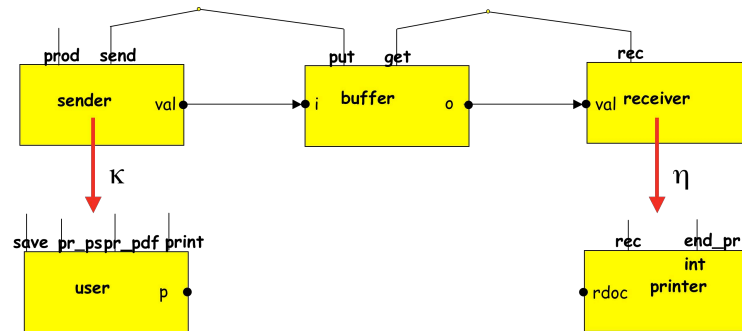 prod send
put get
rec
sender
val
i
buffer
o
val
receiver
κ
η
save pr_ps pr_pdf print
rec
end_pr
int
user
p
rdoc
printer